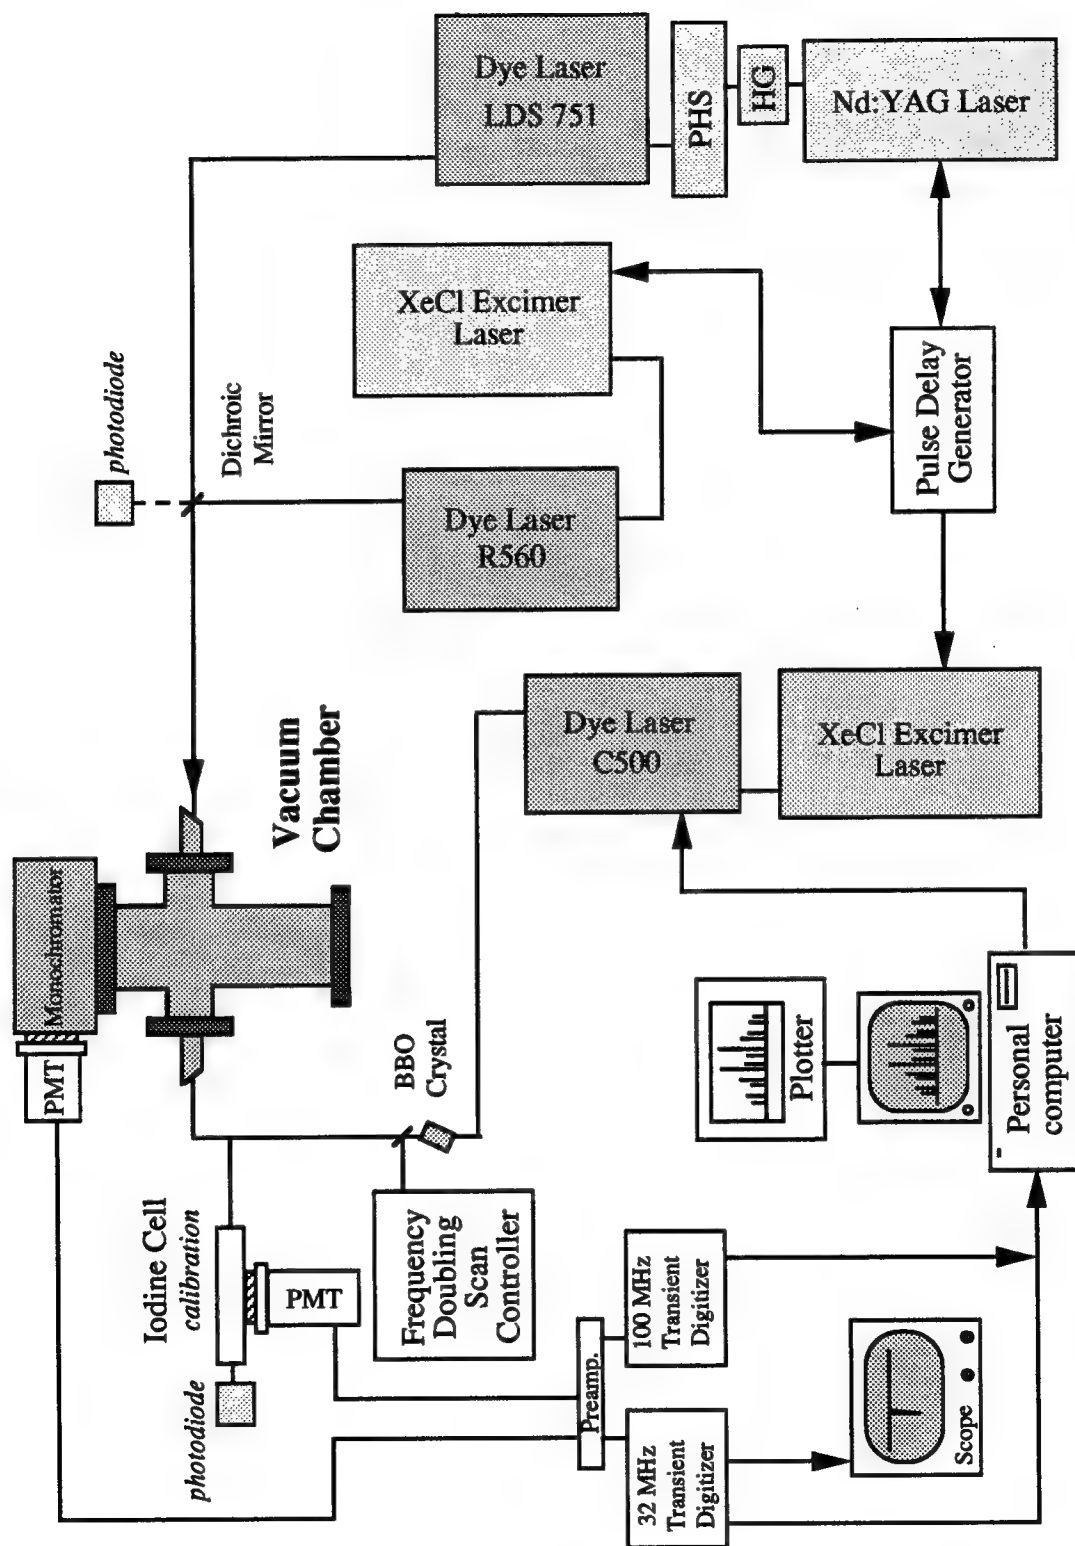 Monochromator
PMT
Vacuum
Chamber
photodiode
Dichroic
Mirror
Dye Laser
LDS 751
PHS
HG
Nd:YAG Laser
XeCl Excimer
Laser
Dye Laser
R560
Pulse Delay
Generator
Iodine Cell
calibration
PMT
photodiode
BBO
Crystal
Frequency
Doubling
Scan
Controller
Dye Laser
C500
XeCl Excimer
Laser
Preamp.
100 MHz
Transient
Digitizer
32 MHz
Transient
Digitizer
Scope
Plotter
Personal
computer